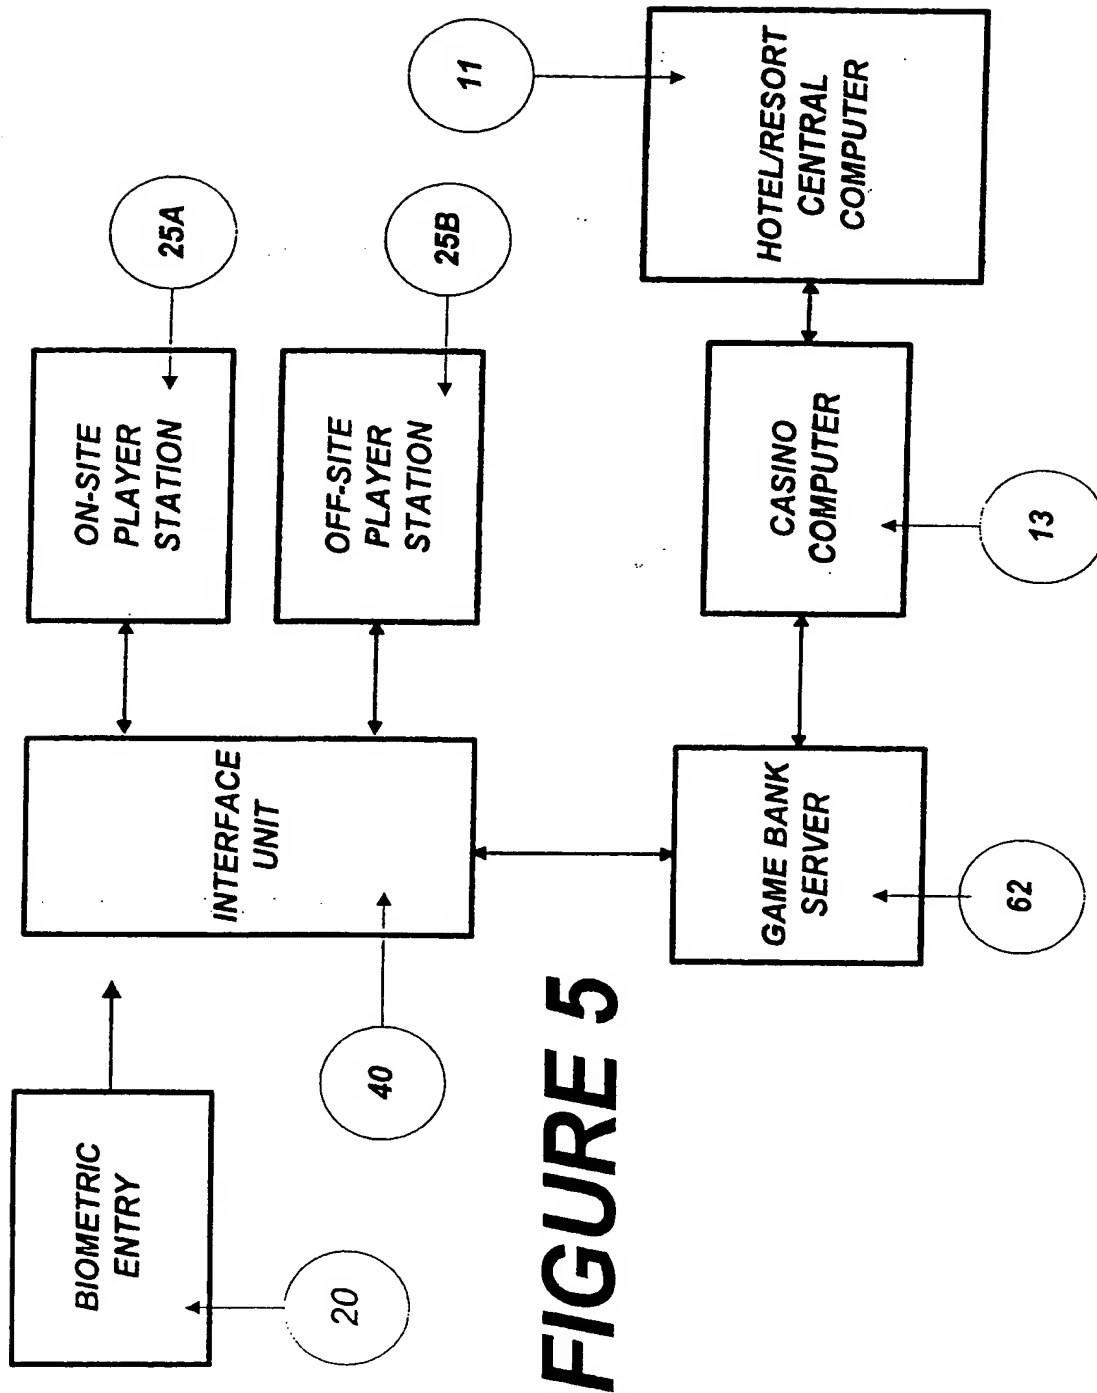 BIOMETRIC
ENTRY
20
INTERFACE
UNIT
40
ON-SITE
PLAYER
STATION
25A
OFF-SITE
PLAYER
STATION
25B
GAME BANK
SERVER
62
CASINO
COMPUTER
13
HOTEL/RESORT
CENTRAL
COMPUTER
11
FIGURE 5